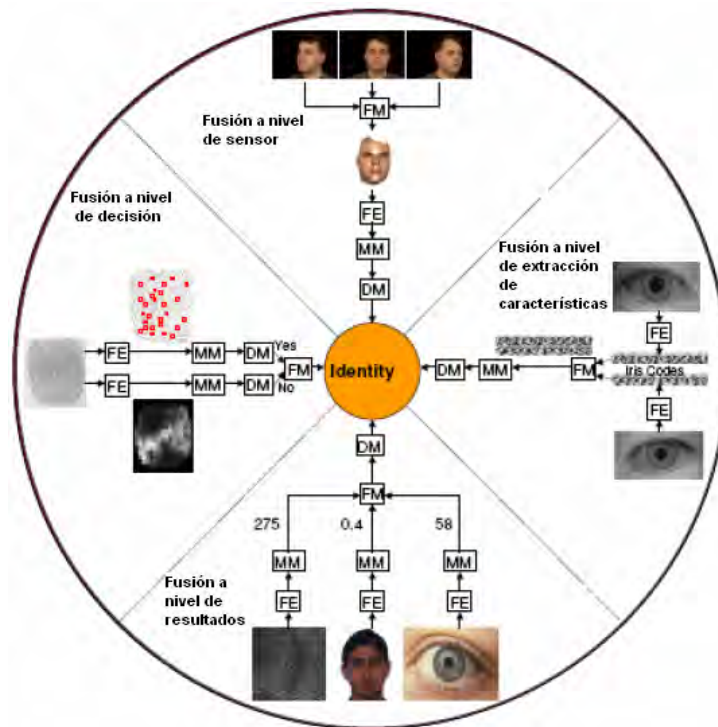 Fusión a nivel
de sensor
FM
FE
MM
DM
Fusión a nivel
de decisión
FE
MM
DM
Yes
FM
FE
MM
DM
No
Identity
Fusión a nivel
de extracción
de
características
FE
Iris Codes
FM
MM
DM
FE
DM
FM
275
0.4
58
MM
MM
MM
FE
FE
FE
Fusión a
nivel de
resultados